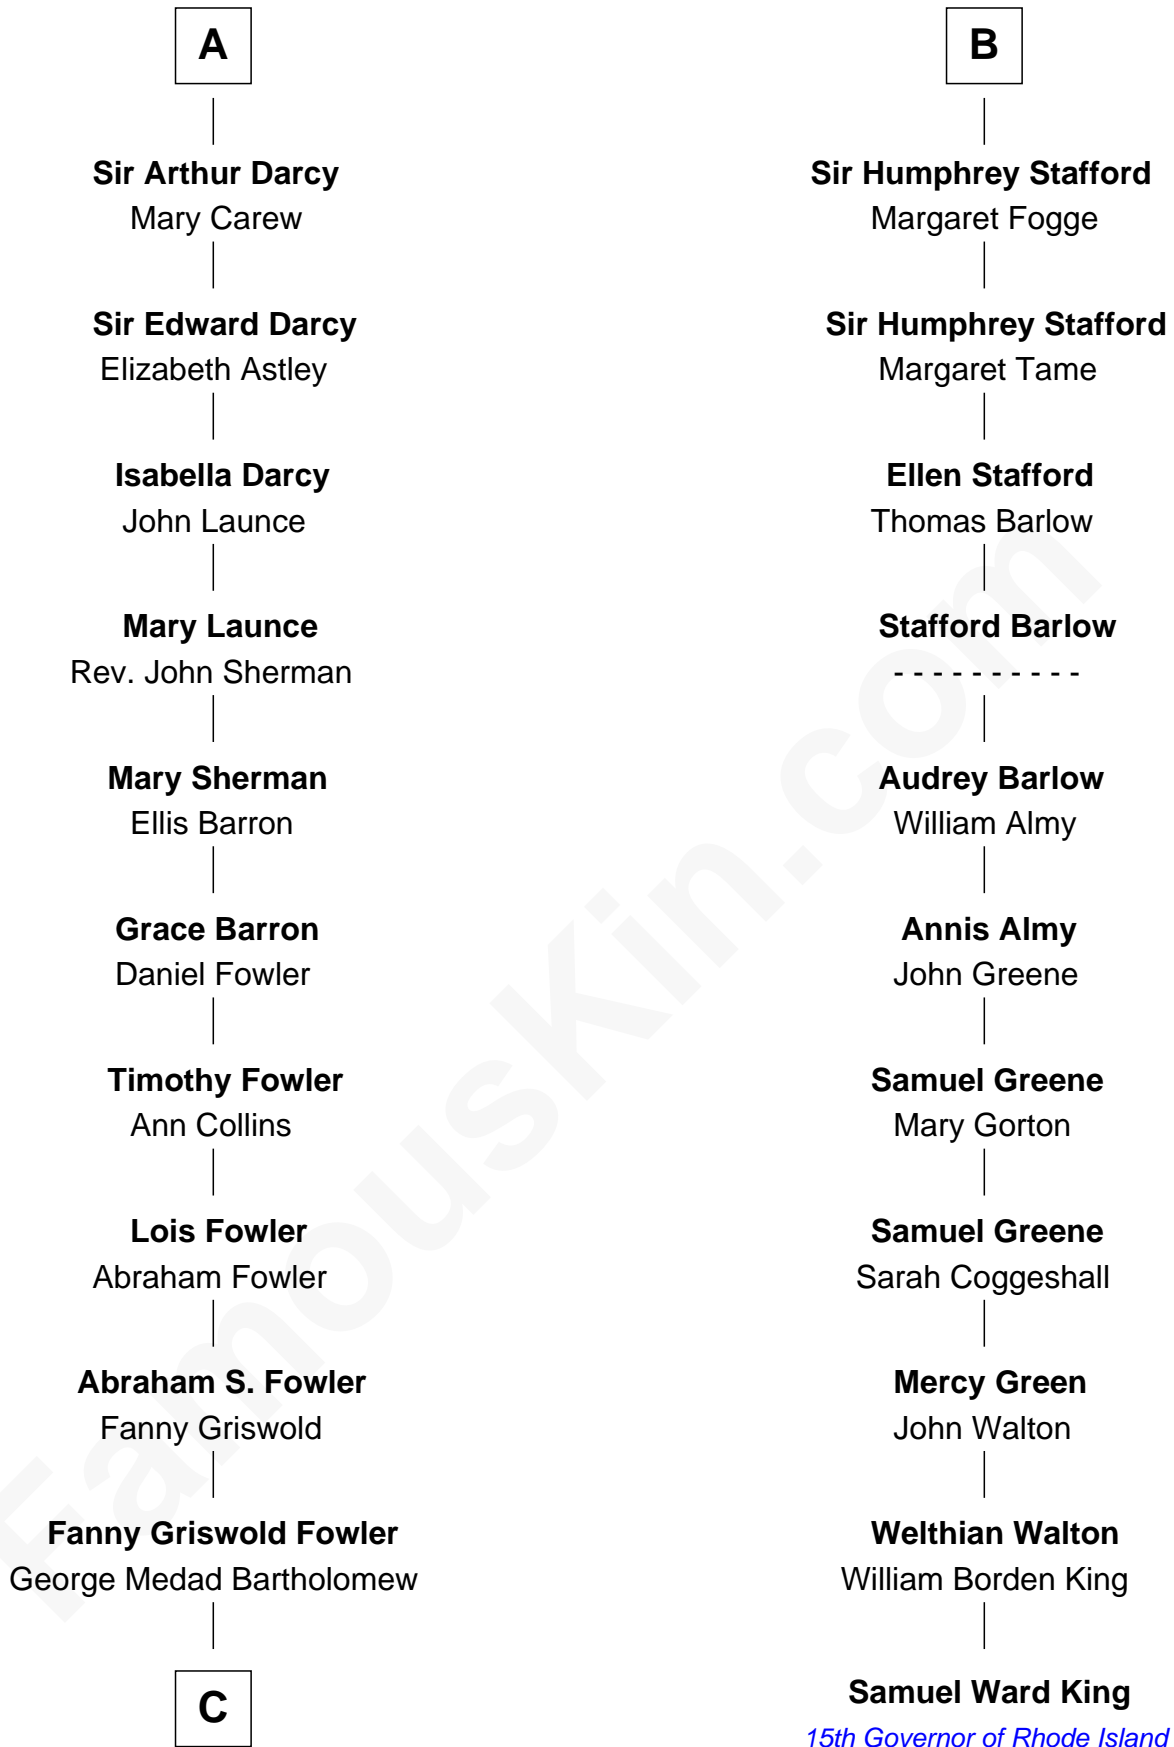 A
Sir Arthur Darcy
Mary Carew
Sir Edward Darcy
Elizabeth Astley
Isabella Darcy
John Launce
Mary Launce
Rev. John Sherman
Mary Sherman
Ellis Barron
Grace Barron
Daniel Fowler
Timothy Fowler
Ann Collins
Lois Fowler
Abraham Fowler
Abraham S. Fowler
Fanny Griswold
Fanny Griswold Fowler
George Medad Bartholomew
C
B
Sir Humphrey Stafford
Margaret Fogge
Sir Humphrey Stafford
Margaret Tame
Ellen Stafford
Thomas Barlow
Stafford Barlow
- - - - - - - - - -
Audrey Barlow
William Almy
Annis Almy
John Greene
Samuel Greene
Mary Gorton
Samuel Greene
Sarah Coggeshall
Mercy Green
John Walton
Welthian Walton
William Borden King
Samuel Ward King
15th Governor of Rhode Island
FamousKin.com